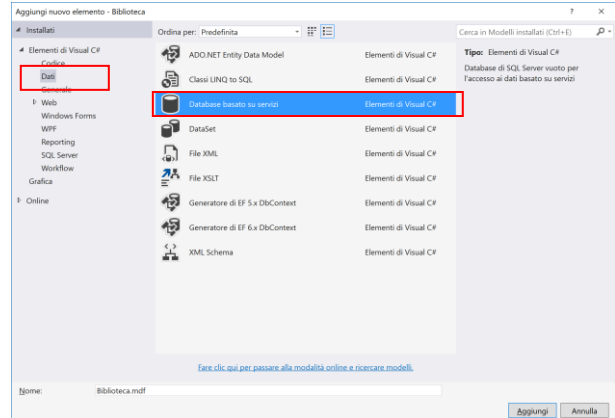 Aggiungi nuovo elemento - Biblioteca ? ×
Installati
Ordina per: Predefinita
Cerca in Modelli installati (Ctrl+E)
Elementi di Visual C#
Codice
Dati
Generale
Web
Windows Forms
WPF
Reporting
SQL Server
Workflow
Grafica
Online
ADO.NET Entity Data Model Elementi di Visual C#
Classi LINQ to SQL Elementi di Visual C#
Database basato su servizi Elementi di Visual C#
DataSet Elementi di Visual C#
File XML Elementi di Visual C#
File XSLT Elementi di Visual C#
Generatore di EF 5.x DbContext Elementi di Visual C#
Generatore di EF 6.x DbContext Elementi di Visual C#
XML Schema Elementi di Visual C#
Tipo: Elementi di Visual C#
Database di SQL Server vuoto per
l'accesso ai dati basato su servizi
Fare clic qui per passare alla modalità online e ricercare modelli.
Nome: Biblioteca.mdf
Aggiungi Annulla